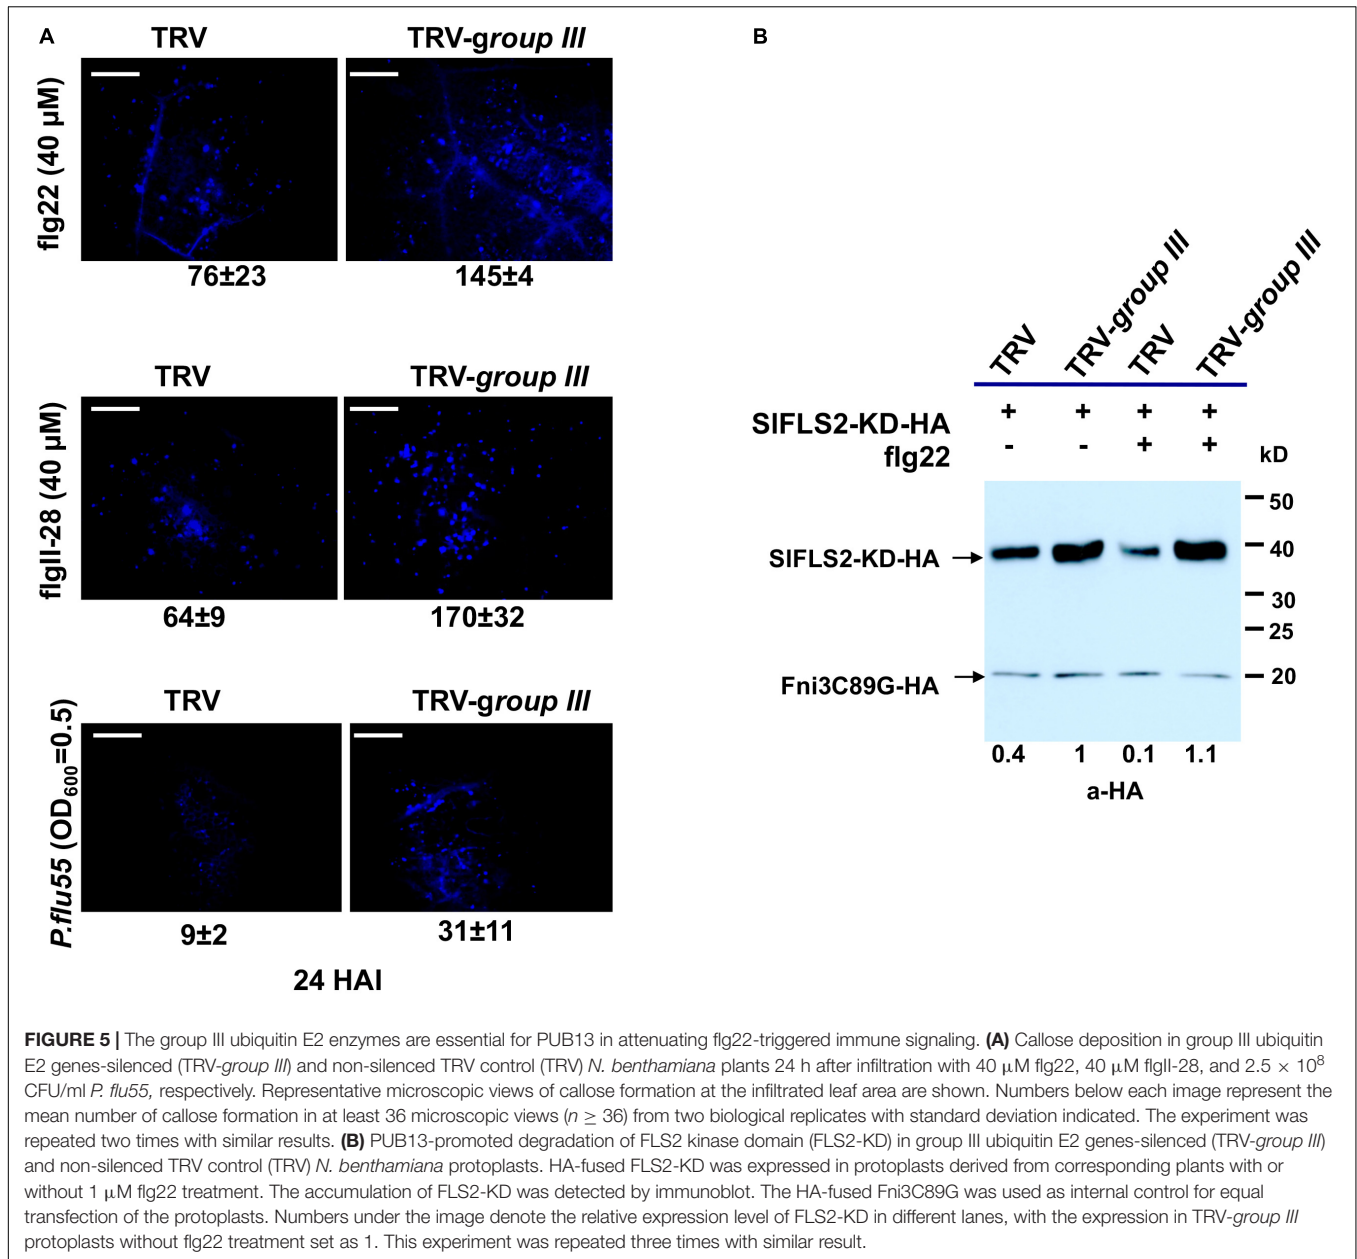 A
TRV
TRV-group III
flg22 (40 µM)
76±23
145±4
TRV
TRV-group III
flgII-28 (40 µM)
64±9
170±32
TRV
TRV-group III
P.flu55 (OD600=0.5)
9±2
31±11
24 HAI
B
TRV
TRV-group III
TRV
TRV-group III
SlFLS2-KD-HA + + + +
flg22 - - + +
kD
50
SlFLS2-KD-HA
40
30
25
Fni3C89G-HA
20
0.4 1 0.1 1.1
a-HA
FIGURE 5 | The group III ubiquitin E2 enzymes are essential for PUB13 in attenuating flg22-triggered immune signaling. (A) Callose deposition in group III ubiquitin
E2 genes-silenced (TRV-group III) and non-silenced TRV control (TRV) N. benthamiana plants 24 h after infiltration with 40 µM flg22, 40 µM flgII-28, and 2.5 × 10⁸
CFU/ml P. flu55, respectively. Representative microscopic views of callose formation at the infiltrated leaf area are shown. Numbers below each image represent the
mean number of callose formation in at least 36 microscopic views (n ≥ 36) from two biological replicates with standard deviation indicated. The experiment was
repeated two times with similar results. (B) PUB13-promoted degradation of FLS2 kinase domain (FLS2-KD) in group III ubiquitin E2 genes-silenced (TRV-group III)
and non-silenced TRV control (TRV) N. benthamiana protoplasts. HA-fused FLS2-KD was expressed in protoplasts derived from corresponding plants with or
without 1 µM flg22 treatment. The accumulation of FLS2-KD was detected by immunoblot. The HA-fused Fni3C89G was used as internal control for equal
transfection of the protoplasts. Numbers under the image denote the relative expression level of FLS2-KD in different lanes, with the expression in TRV-group III
protoplasts without flg22 treatment set as 1. This experiment was repeated three times with similar result.